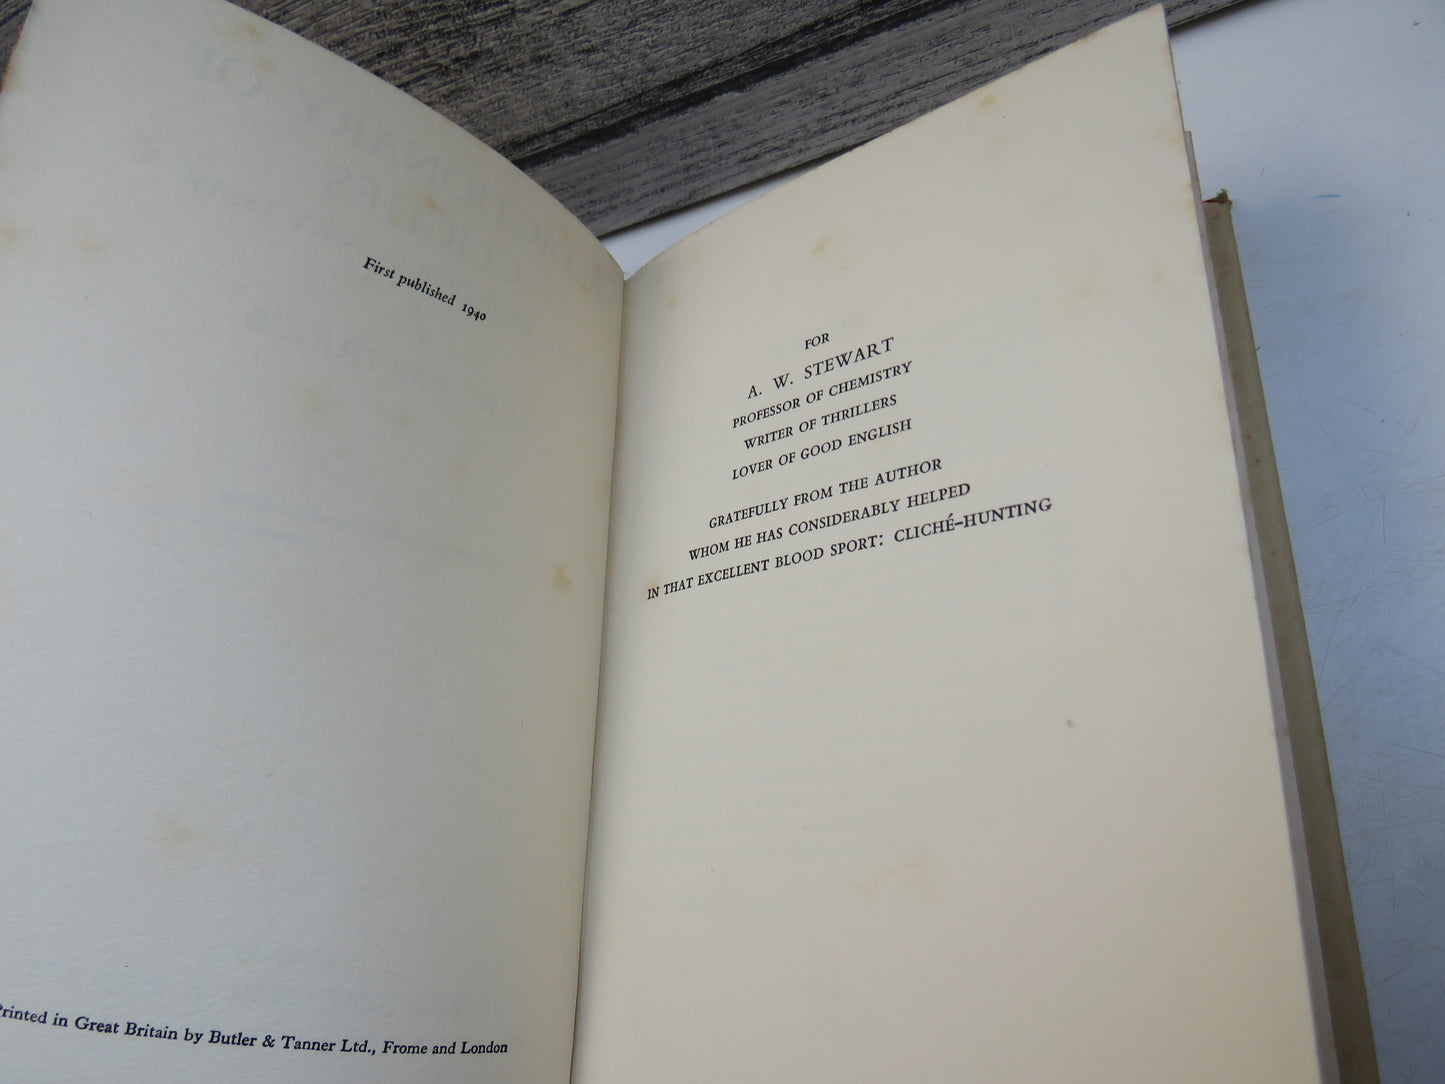 First published 1940
Printed in Great Britain by Butler & Tanner Ltd., Frome and London
FOR
A. W. STEWART
PROFESSOR OF CHEMISTRY
WRITER OF THRILLERS
LOVER OF GOOD ENGLISH
GRATEFULLY FROM THE AUTHOR
WHOM HE HAS CONSIDERABLY HELPED
IN THAT EXCELLENT BLOOD SPORT: CLICHÉ-HUNTING